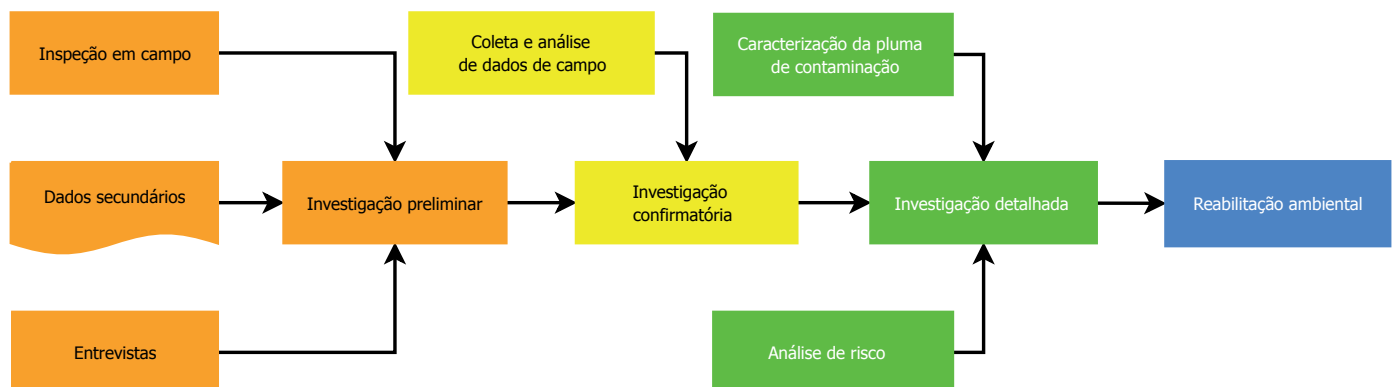 Inspeção em campo
Coleta e análise
de dados de campo
Caracterização da pluma
de contaminação
Dados secundários
Investigação preliminar
Investigação
confirmatória
Investigação detalhada
Reabilitação ambiental
Entrevistas
Análise de risco